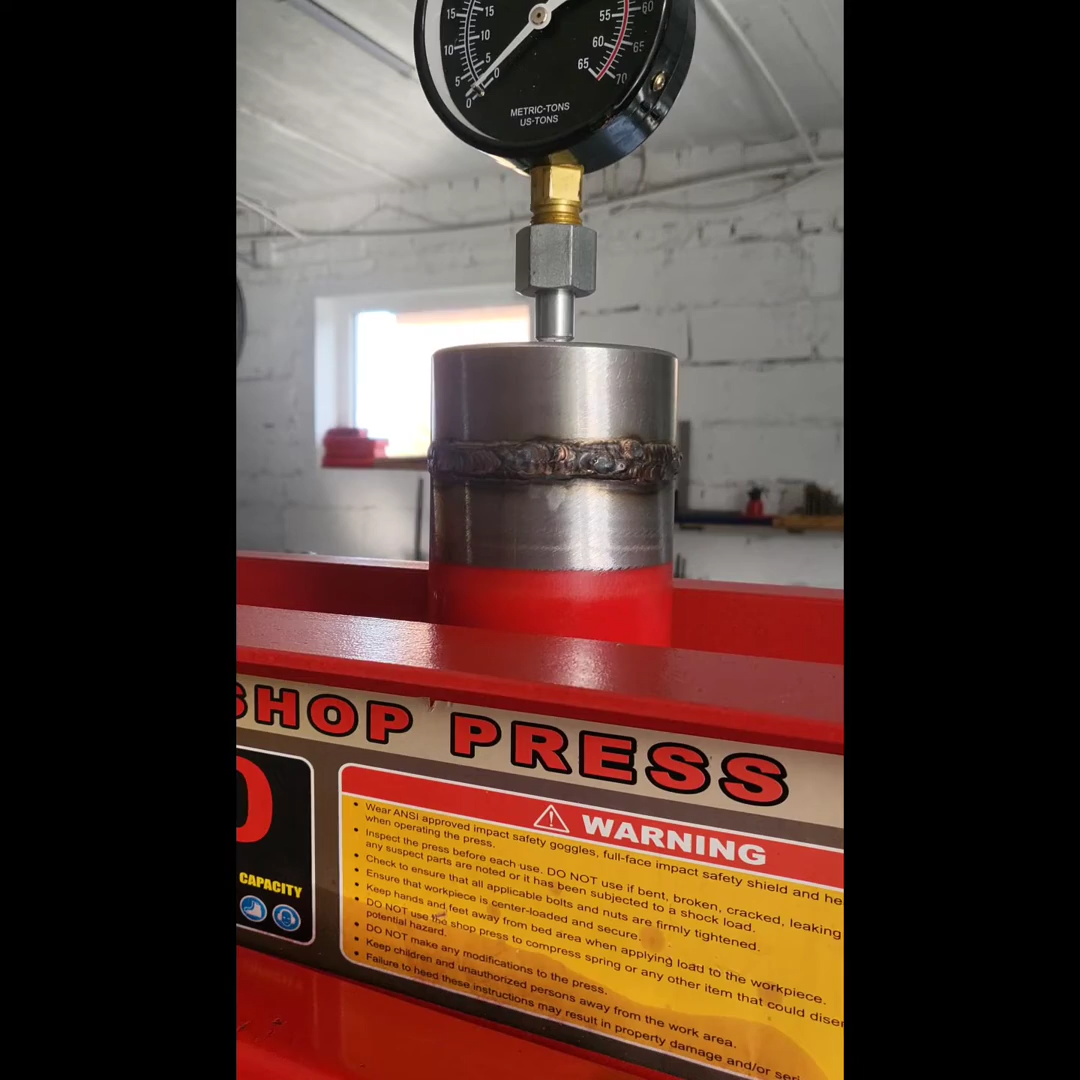 15 15
10 10
5 5
0 0
55 60
60 65
65 70
METRIC-TONS
US-TONS
SHOP PRESS
0
CAPACITY
WARNING
• Wear ANSI approved impact safety goggles, full-face impact safety shield and
when operating the press.
• Inspect the press before each use. DO NOT use if bent, broken, cracked, leaking
any suspect parts are noted or it has been subjected to a shock load.
• Check to ensure that all applicable bolts and nuts are firmly tightened.
• Ensure that workpiece is center-loaded and secure.
• Keep hands and feet away from bed area when applying load to the workpiece.
• DO NOT use the shop press to compress spring or any other item that could
potential hazard.
• DO NOT make any modifications to the press.
• Keep children and unauthorized persons away from the work area.
• Failure to heed these instructions may result in property damage and/or